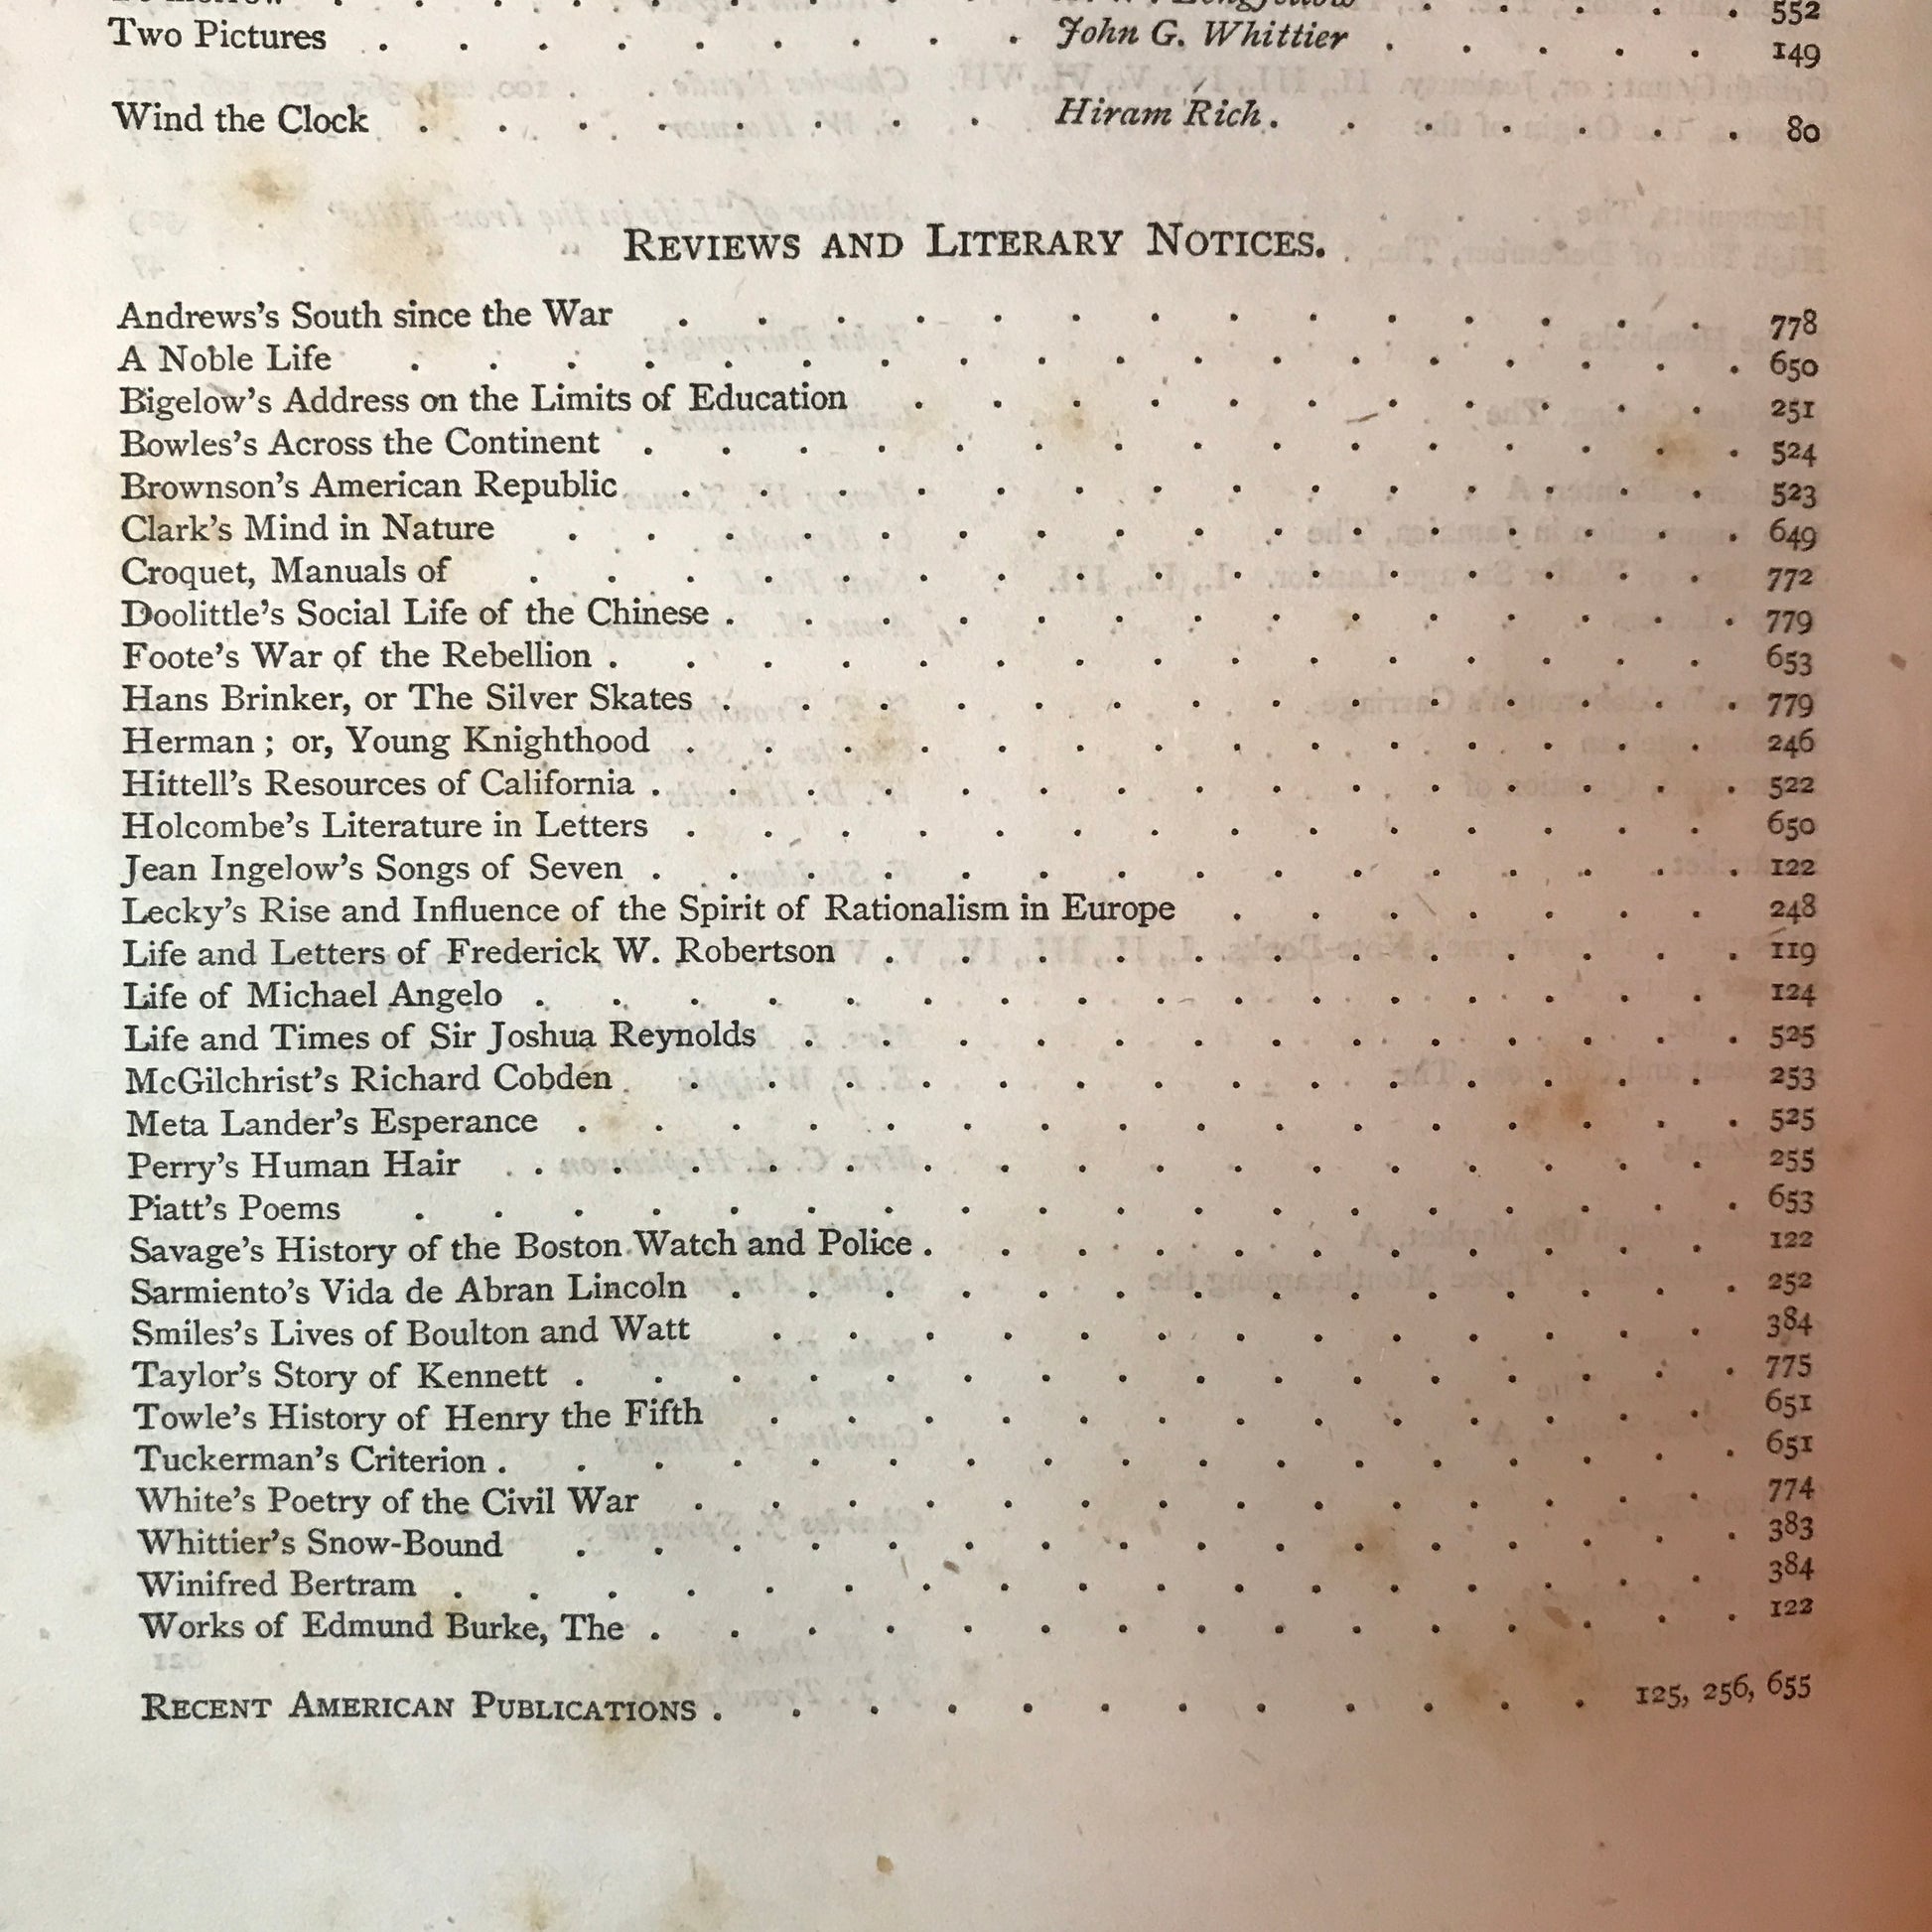 552
Two Pictures . . . . . . . . . John G. Whittier . . . . . 149
Wind the Clock . . . . . . . . Hiram Rich . . . . . . . 80
REVIEWS AND LITERARY NOTICES.
Andrews's South since the War . . . . . . . . . . . . . . 778
A Noble Life . . . . . . . . . . . . . . . . . . 650
Bigelow's Address on the Limits of Education . . . . . . . . . . . 251
Bowles's Across the Continent . . . . . . . . . . . . . . . 524
Brownson's American Republic . . . . . . . . . . . . . . 523
Clark's Mind in Nature . . . . . . . . . . . . . . . . 649
Croquet, Manuals of . . . . . . . . . . . . . . . . 772
Doolittle's Social Life of the Chinese . . . . . . . . . . . . . . 779
Foote's War of the Rebellion . . . . . . . . . . . . . . . 653
Hans Brinker, or The Silver Skates . . . . . . . . . . . . . . 779
Herman ; or, Young Knighthood . . . . . . . . . . . . . . 246
Hittell's Resources of California . . . . . . . . . . . . . . . 522
Holcombe's Literature in Letters . . . . . . . . . . . . . . 650
Jean Ingelow's Songs of Seven . . . . . . . . . . . . . . . 122
Lecky's Rise and Influence of the Spirit of Rationalism in Europe . . . . . . . 248
Life and Letters of Frederick W. Robertson . . . . . . . . . . . . 119
Life of Michael Angelo . . . . . . . . . . . . . . . . 124
Life and Times of Sir Joshua Reynolds . . . . . . . . . . . . . 525
McGilchrist's Richard Cobden . . . . . . . . . . . . . . 253
Meta Lander's Esperance . . . . . . . . . . . . . . . . 525
Perry's Human Hair . . . . . . . . . . . . . . . . 255
Piatt's Poems . . . . . . . . . . . . . . . . . . 653
Savage's History of the Boston Watch and Police . . . . . . . . . . . 122
Sarmiento's Vida de Abran Lincoln . . . . . . . . . . . . . . 252
Smiles's Lives of Boulton and Watt . . . . . . . . . . . . . 384
Taylor's Story of Kennett . . . . . . . . . . . . . . . . 775
Towle's History of Henry the Fifth . . . . . . . . . . . . . 651
Tuckerman's Criterion . . . . . . . . . . . . . . . . . 651
White's Poetry of the Civil War . . . . . . . . . . . . . . 774
Whittier's Snow-Bound . . . . . . . . . . . . . . . . 383
Winifred Bertram . . . . . . . . . . . . . . . . . 384
Works of Edmund Burke, The . . . . . . . . . . . . . . . 122
RECENT AMERICAN PUBLICATIONS . . . . . . . . . . . . 125, 256, 655